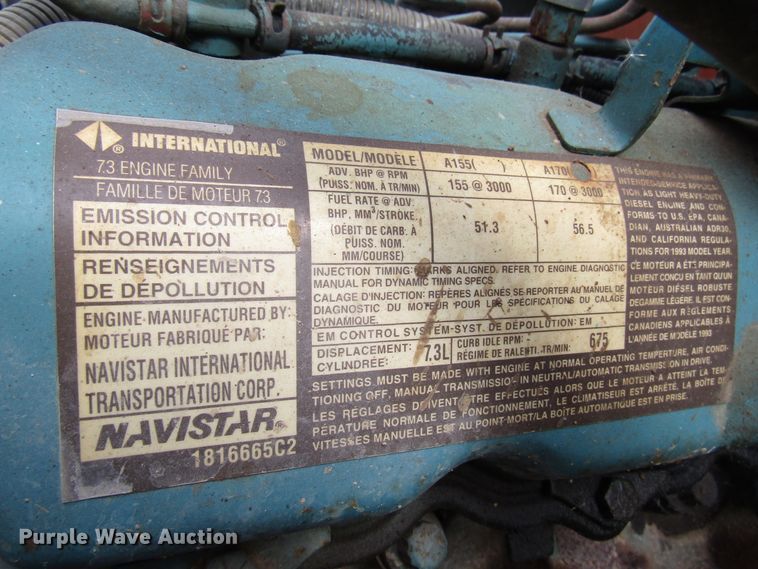 INTERNATIONAL®
7.3 ENGINE FAMILY
FAMILLE DE MOTEUR 7.3
EMISSION CONTROL
INFORMATION
RENSEIGNEMENTS
DE DÉPOLLUTION
ENGINE MANUFACTURED BY:
MOTEUR FABRIQUÉ PAR:
NAVISTAR INTERNATIONAL
TRANSPORTATION CORP.
NAVISTAR®
1816665C2
MODEL/MODÈLE A155( ) A170(
ADV. BHP @ RPM
(PUISS. NOM. À TR/MIN) 155 @ 3000 170 @ 3000
FUEL RATE @ ADV
BHP, MM³/STROKE.
(DÉBIT DE CARB. À
PUISS. NOM.
MM/COURSE) 51.3 56.5
INJECTION TIMING MARKS ALIGNED. REFER TO ENGINE DIAGNOSTIC
MANUAL FOR DYNAMIC TIMING SPECS.
CALAGE D'INJECTION: REPÈRES ALIGNÉS SE REPORTER AU MANUEL DE
DIAGNOSTIC DU MOTEUR POUR LES SPÉCIFICATIONS DU CALAGE
DYNAMIQUE.
EM CONTROL SYSTEM-SYST. DE DÉPOLLUTION: EM
DISPLACEMENT:
CYLINDRÉE: 7.3L CURB IDLE RPM:
RÉGIME DE RALENTI, TR/MIN: 675
SETTINGS MUST BE MADE WITH ENGINE AT NORMAL OPERATING TEMPERTURE, AIR CONDI-
TIONING OFF, MANUAL TRANSMISSION IN NEUTRAL/AUTOMATIC TRANSMISSION IN DRIVE.
LES RÉGLAGES DOIVENT ÊTRE EFFECTUÉS ALORS QUE LE MOTEUR A ATTEINT LA TEM-
PÉRATURE NORMALE DE FONCTIONNEMENT. LE CLIMATISEUR EST ARRÊTÉ. LA BOÎTE DE
VITESSES MANUELLE EST AU POINT-MORT/LA BOÎTE AUTOMATIQUE EST EN PRISE.
THIS ENGINE HAS A PRIMARY
INTENDED SERVICE APPLICA-
TION AS LIGHT HEAVY-DUTY
DIESEL ENGINE AND CON-
FORMS TO U.S. EPA, CANA-
DIAN, AUSTRALIAN ADR30,
AND CALIFORNIA REGULA-
TIONS FOR 1993 MODEL YEAR.
CE MOTEUR A ÉTÉ PRINCIPA-
LEMENT CONÇU EN TANT QU'UN
MOTEUR DIESEL ROBUSTE
DEGAMME LÉGÈRE. IL EST CON-
FORME AUX RÈGLEMENTS
CANADIENS APPLICABLES À
L'ANNÉE DE MODÈLE 1993
Purple Wave Auction
PurpleWave.com